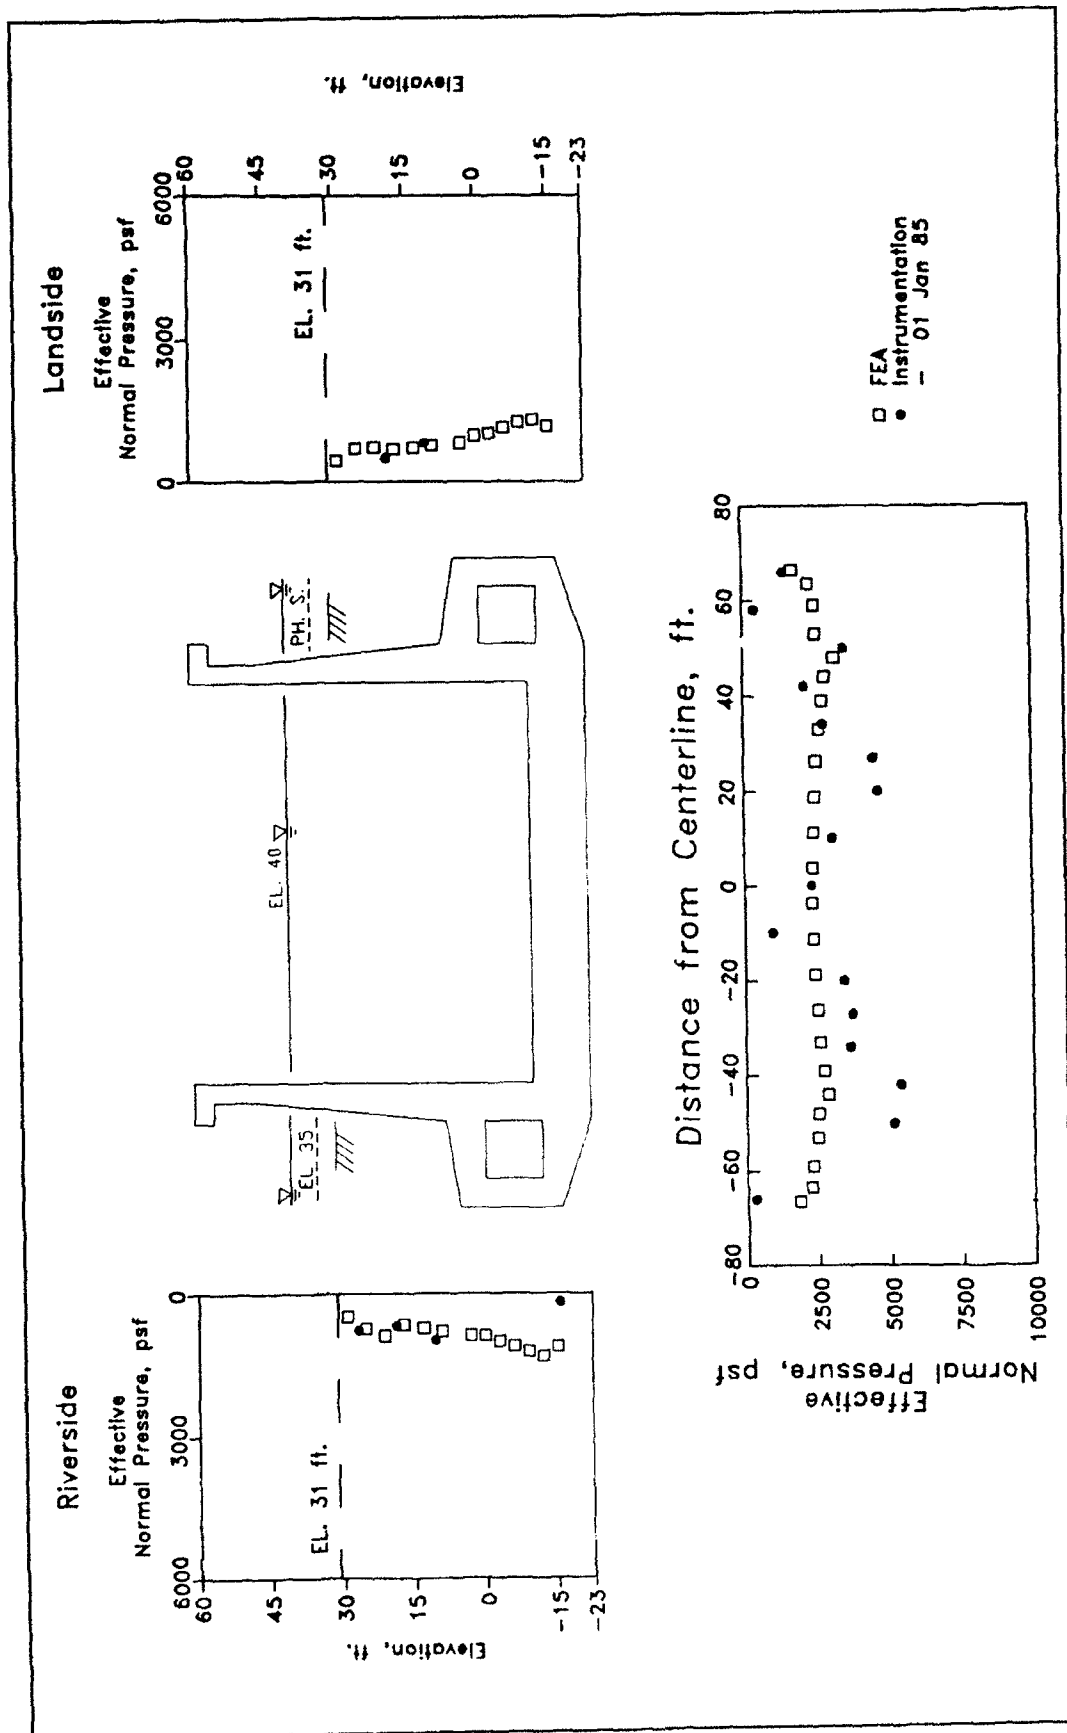 Riverside
Effective
Normal Pressure, psf
6000 3000 0
60
45
30
15
0
-15
-23
Elevation, ft.
EL. 31 ft.
EL 35
EL. 40
PH. S.
Landside
Effective
Normal Pressure, psf
0 3000 6000
60
45
30
15
0
-15
-23
Elevation, ft.
EL. 31 ft.
Distance from Centerline, ft.
-80 -60 -40 -20 0 20 40 60 80
0
2500
5000
7500
10000
Effective
Normal Pressure, psf
FEA
Instrumentation
- 01 Jan 85